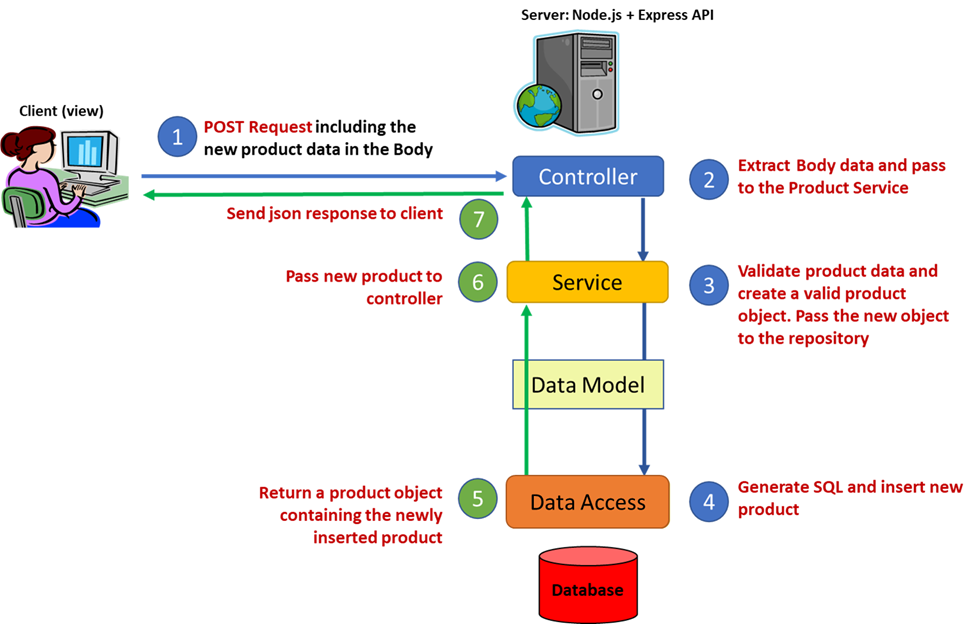 Server: Node.js + Express API
Client (view)
1
POST Request including the
new product data in the Body
Controller
2
Extract Body data and pass
to the Product Service
Send json response to client
7
Pass new product to
controller
6
Service
3
Validate product data and
create a valid product
object. Pass the new object
to the repository
Data Model
Return a product object
containing the newly
inserted product
5
Data Access
4
Generate SQL and insert new
product
Database